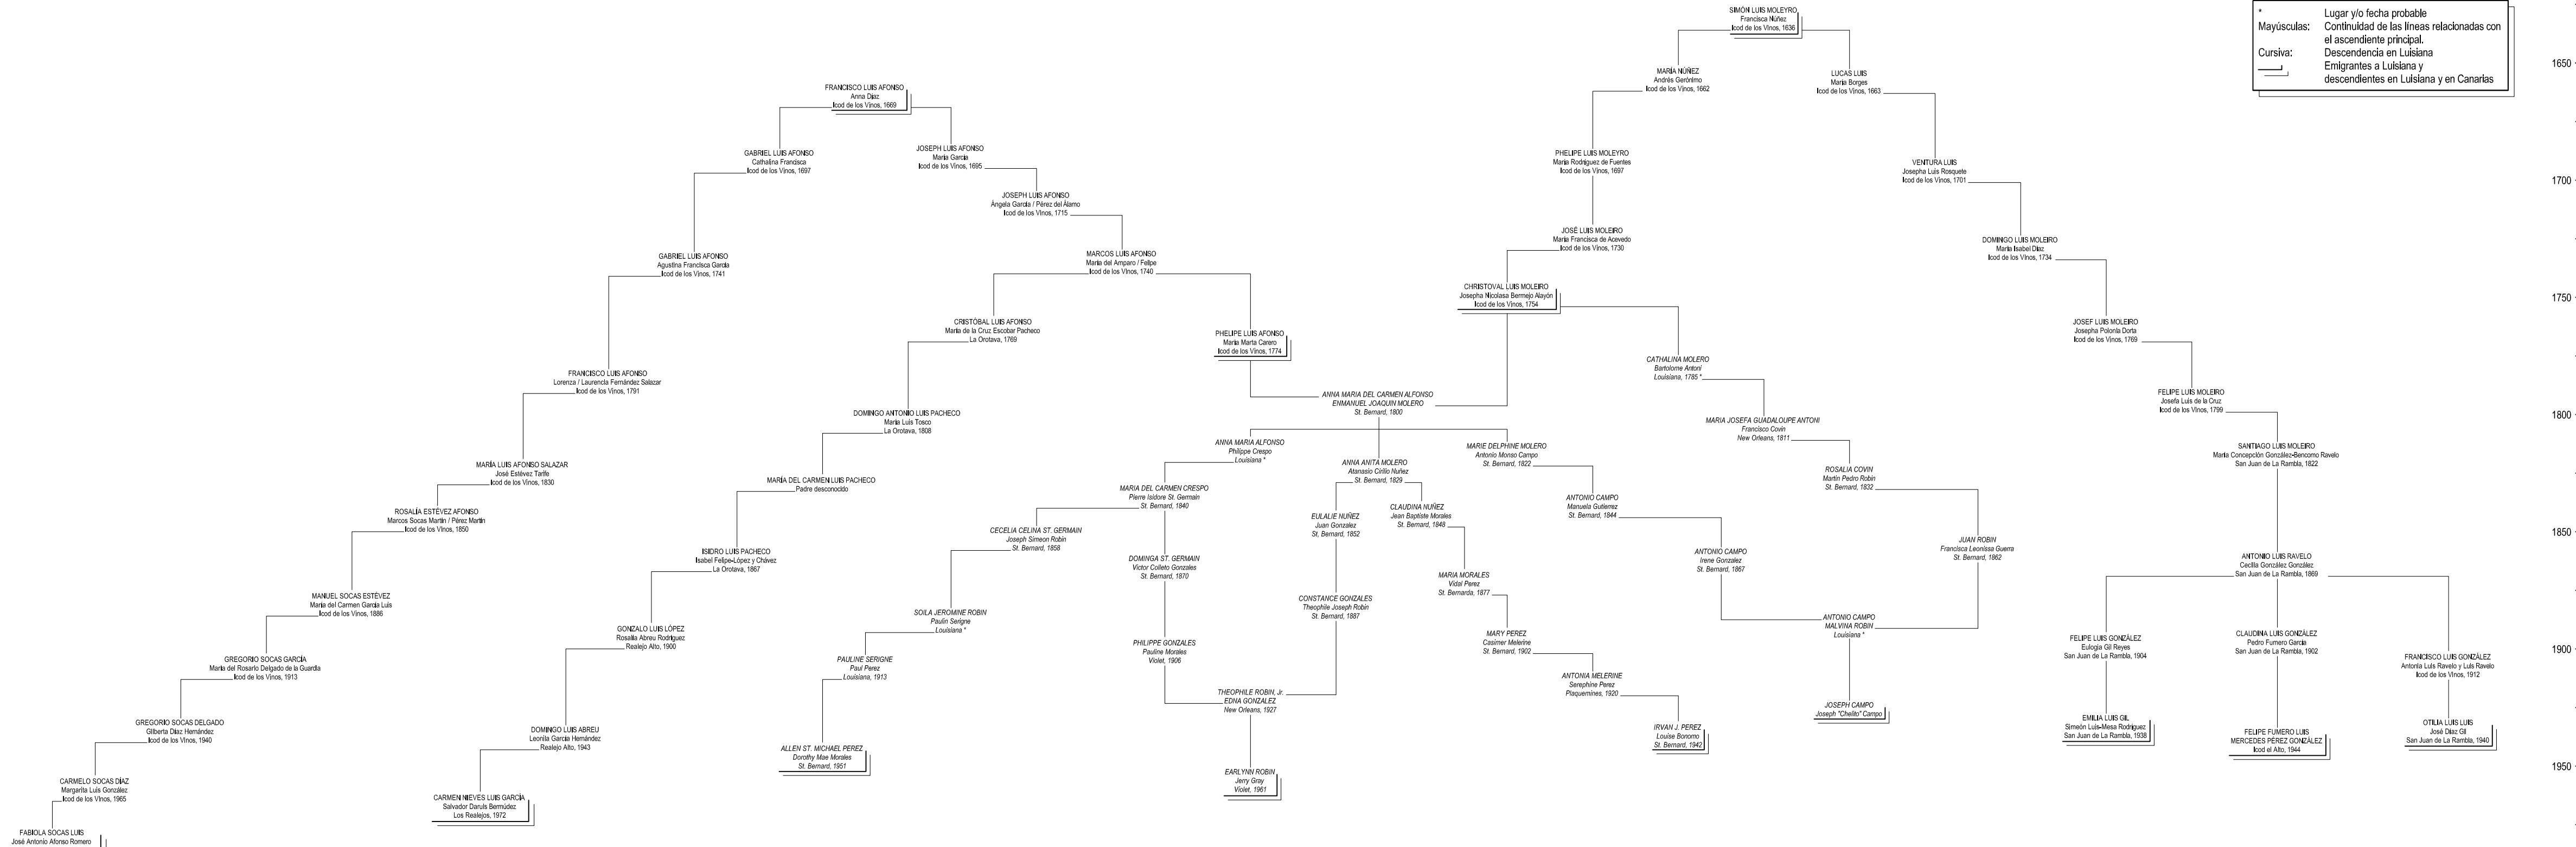 SIMÓN LUIS MOLEYRO
Francisca Núñez
Icod de los Vinos, 1636
*
Lugar y/o fecha probable
Mayúsculas:
Continuidad de las líneas relacionadas con
el ascendiente principal.
Cursiva:
Descendencia en Luisiana
Emigrantes a Luisiana y
descendientes en Luisiana y en Canarias
1650
1700
1750
1800
1850
1900
1950
FRANCISCO LUIS AFONSO
Anna Díaz
Icod de los Vinos, 1669
MARÍA NÚÑEZ
Andrés Gerónimo
Icod de los Vinos, 1662
LUCAS LUIS
María Borges
Icod de los Vinos, 1663
GABRIEL LUIS AFONSO
Cathalina Francisca
Icod de los Vinos, 1697
JOSEPH LUIS AFONSO
María García
Icod de los Vinos, 1695
PHELIPE LUIS MOLEYRO
María Rodríguez de Fuentes
Icod de los Vinos, 1697
VENTURA LUIS
Josepha Luis Rosquete
Icod de los Vinos, 1701
JOSEPH LUIS AFONSO
Ángela García / Pérez del Álamo
Icod de los Vinos, 1715
GABRIEL LUIS AFONSO
Agustina Francisca García
Icod de los Vinos, 1741
MARCOS LUIS AFONSO
María del Amparo / Felipe
Icod de los Vinos, 1740
JOSÉ LUIS MOLEIRO
María Francisca de Acevedo
Icod de los Vinos, 1730
DOMINGO LUIS MOLEIRO
María Isabel Díaz
Icod de los Vinos, 1734
CHRISTOVAL LUIS MOLEIRO
Josepha Nicolasa Bermejo Alayón
Icod de los Vinos, 1754
CRISTÓBAL LUIS AFONSO
María de la Cruz Escobar Pacheco
La Orotava, 1769
PHELIPE LUIS AFONSO
María Marta Carero
Icod de los Vinos, 1774
JOSEF LUIS MOLEIRO
Josepha Polonia Dorta
Icod de los Vinos, 1769
CATHALINA MOLERO
Bartolome Antoni
Louisiana, 1785 *
FRANCISCO LUIS AFONSO
Lorenza / Laurencia Fernández Salazar
Icod de los Vinos, 1791
ANNA MARIA DEL CARMEN ALFONSO
ENMANUEL JOAQUIN MOLERO
St. Bernard, 1800
FELIPE LUIS MOLEIRO
Josefa Luis de la Cruz
Icod de los Vinos, 1799
DOMINGO ANTONIO LUIS PACHECO
María Luis Tosco
La Orotava, 1808
MARIA JOSEFA GUADALOUPE ANTONI
Francisco Covin
New Orleans, 1811
ANNA MARIA ALFONSO
Philippe Crespo
Louisiana *
MARIE DELPHINE MOLERO
Antonio Monso Campo
St. Bernard, 1822
SANTIAGO LUIS MOLEIRO
María Concepción González-Bencomo Ravelo
San Juan de La Rambla, 1822
MARÍA LUIS AFONSO SALAZAR
José Estévez Tarife
Icod de los Vinos, 1830
ANNA ANITA MOLERO
Atanasio Cirilio Nuñez
St. Bernard, 1829
ROSALIA COVIN
Martin Pedro Robin
St. Bernard, 1832
MARÍA DEL CARMEN LUIS PACHECO
Padre desconocido
MARIA DEL CARMEN CRESPO
Pierre Isidore St. Germain
St. Bernard, 1840
ANTONIO CAMPO
Manuela Gutierrez
St. Bernard, 1844
ROSALÍA ESTÉVEZ AFONSO
Marcos Socas Martín / Pérez Martín
Icod de los Vinos, 1850
EULALIE NUÑEZ
Juan Gonzalez
St. Bernard, 1852
CLAUDINA NUÑEZ
Jean Baptiste Morales
St. Bernard, 1848
CECELIA CELINA ST. GERMAIN
Joseph Simeon Robin
St. Bernard, 1858
JUAN ROBIN
Francisca Leonissa Guerra
St. Bernard, 1862
ISIDRO LUIS PACHECO
Isabel Felipe-López y Chávez
La Orotava, 1867
DOMINGA ST. GERMAIN
Victor Colleto Gonzales
St. Bernard, 1870
ANTONIO CAMPO
Irene Gonzalez
St. Bernard, 1867
ANTONIO LUIS RAVELO
Cecilia González González
San Juan de La Rambla, 1869
MARIA MORALES
Vidal Perez
St. Bernarda, 1877
MANUEL SOCAS ESTÉVEZ
María del Carmen García Luis
Icod de los Vinos, 1886
CONSTANCE GONZALES
Theophile Joseph Robin
St. Bernard, 1887
SOILA JEROMINE ROBIN
Paulin Serigne
Louisiana *
ANTONIO CAMPO
MALVINA ROBIN
Louisiana *
GONZALO LUIS LÓPEZ
Rosalía Abreu Rodríguez
Realejo Alto, 1900
MARY PEREZ
Casimer Melerine
St. Bernard, 1902
PHILIPPE GONZALES
Pauline Morales
Violet, 1906
FELIPE LUIS GONZÁLEZ
Eulogia Gil Reyes
San Juan de La Rambla, 1904
CLAUDINA LUIS GONZÁLEZ
Pedro Fumero García
San Juan de La Rambla, 1902
FRANCISCO LUIS GONZÁLEZ
Antonia Luis Ravelo y Luis Ravelo
Icod de los Vinos, 1912
GREGORIO SOCAS GARCÍA
María del Rosario Delgado de la Guardia
Icod de los Vinos, 1913
PAULINE SERIGNE
Paul Perez
Louisiana, 1913
ANTONIA MELERINE
Serephine Perez
Plaquemines, 1920
THEOPHILE ROBIN, Jr.
EDNA GONZALEZ
New Orleans, 1927
JOSEPH CAMPO
Joseph "Chelito" Campo
GREGORIO SOCAS DELGADO
Gilberta Díaz Hernández
Icod de los Vinos, 1940
DOMINGO LUIS ABREU
Leonila García Hernández
Realejo Alto, 1943
IRVAN J. PEREZ
Louise Bonomo
St. Bernard, 1942
EMILIA LUIS GIL
Simeón Luis-Mesa Rodríguez
San Juan de La Rambla, 1938
FELIPE FUMERO LUIS
MERCEDES PÉREZ GONZÁLEZ
Icod el Alto, 1944
OTILIA LUIS LUIS
José Díaz Gil
San Juan de La Rambla, 1940
ALLEN ST. MICHAEL PEREZ
Dorothy Mae Morales
St. Bernard, 1951
EARLYNN ROBIN
Jerry Gray
Violet, 1961
CARMELO SOCAS DÍAZ
Margarita Luis González
Icod de los Vinos, 1965
CARMEN NIEVES LUIS GARCÍA
Salvador Daruis Bermúdez
Los Realejos, 1972
FABIOLA SOCAS LUIS
José Antonio Afonso Romero